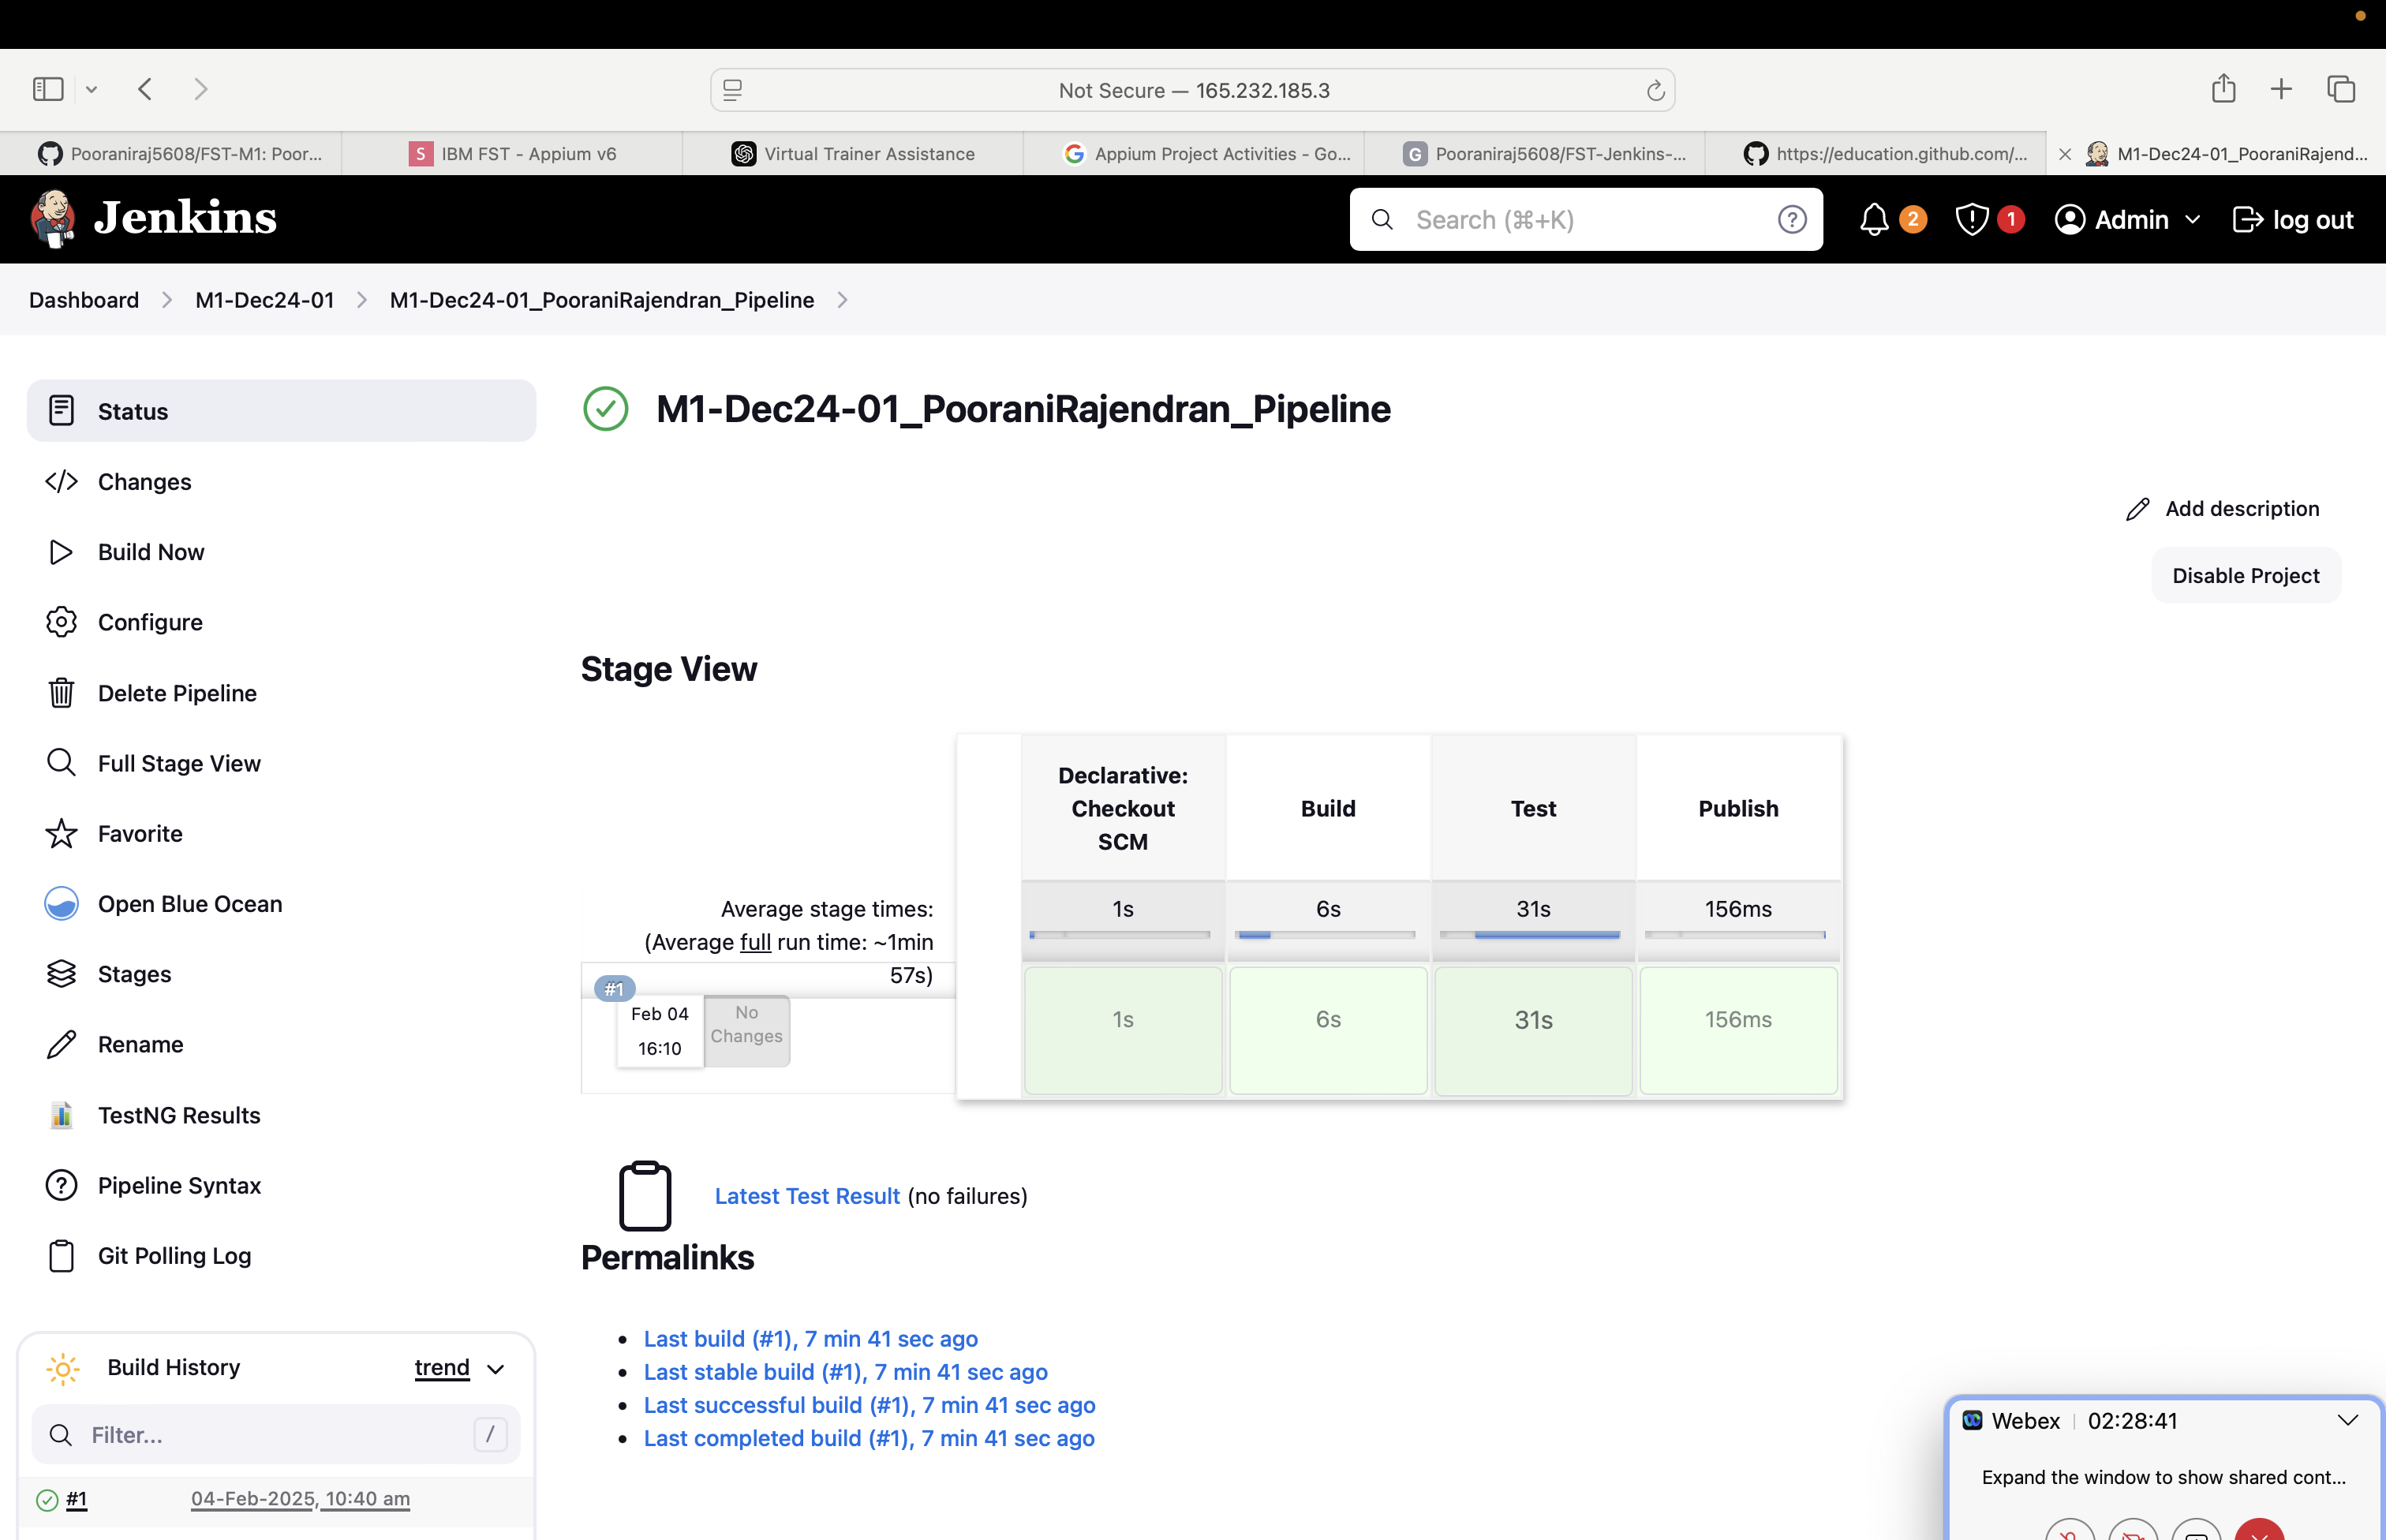 Not Secure — 165.232.185.3
Pooraniraj5608/FST-M1: Poor...
S IBM FST - Appium v6
Virtual Trainer Assistance
Appium Project Activities - Go...
G Pooraniraj5608/FST-Jenkins-...
https://education.github.com/...
M1-Dec24-01_PooraniRajend...
Jenkins
Search (⌘+K)
2
1
Admin
log out
Dashboard
M1-Dec24-01
M1-Dec24-01_PooraniRajendran_Pipeline
Status
Changes
Build Now
Configure
Delete Pipeline
Full Stage View
Favorite
Open Blue Ocean
Stages
Rename
TestNG Results
Pipeline Syntax
Git Polling Log
Build History
trend
Filter...
/
#1
04-Feb-2025, 10:40 am
M1-Dec24-01_PooraniRajendran_Pipeline
Add description
Disable Project
Stage View
Declarative:
Checkout
SCM
Build
Test
Publish
Average stage times:
(Average full run time: ~1min
57s)
1s
6s
31s
156ms
#1
Feb 04
16:10
No
Changes
1s
6s
31s
156ms
Latest Test Result (no failures)
Permalinks
Last build (#1), 7 min 41 sec ago
Last stable build (#1), 7 min 41 sec ago
Last successful build (#1), 7 min 41 sec ago
Last completed build (#1), 7 min 41 sec ago
Webex
02:28:41
Expand the window to show shared cont...